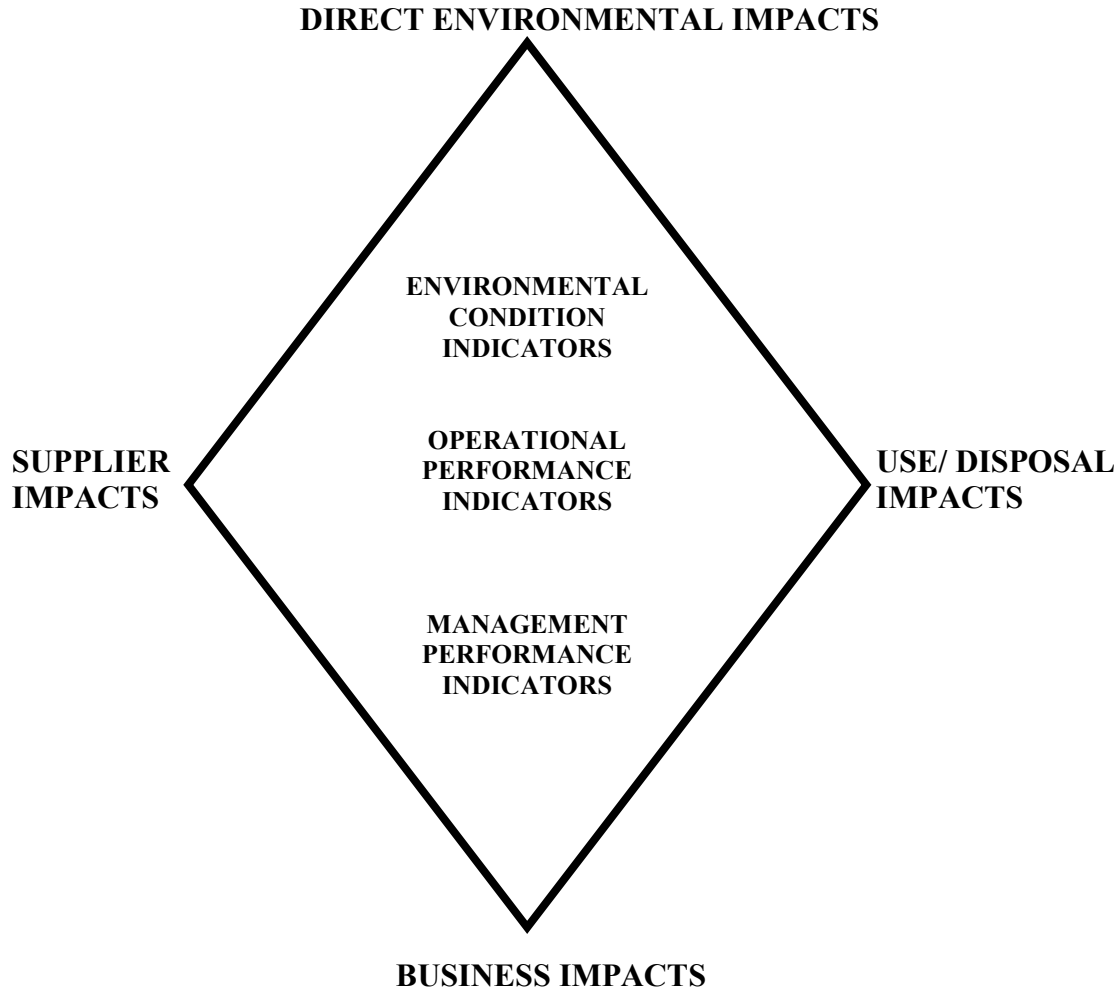 DIRECT ENVIRONMENTAL IMPACTS
ENVIRONMENTAL
CONDITION
INDICATORS
SUPPLIER
IMPACTS
OPERATIONAL
PERFORMANCE
INDICATORS
USE/ DISPOSAL
IMPACTS
MANAGEMENT
PERFORMANCE
INDICATORS
BUSINESS IMPACTS